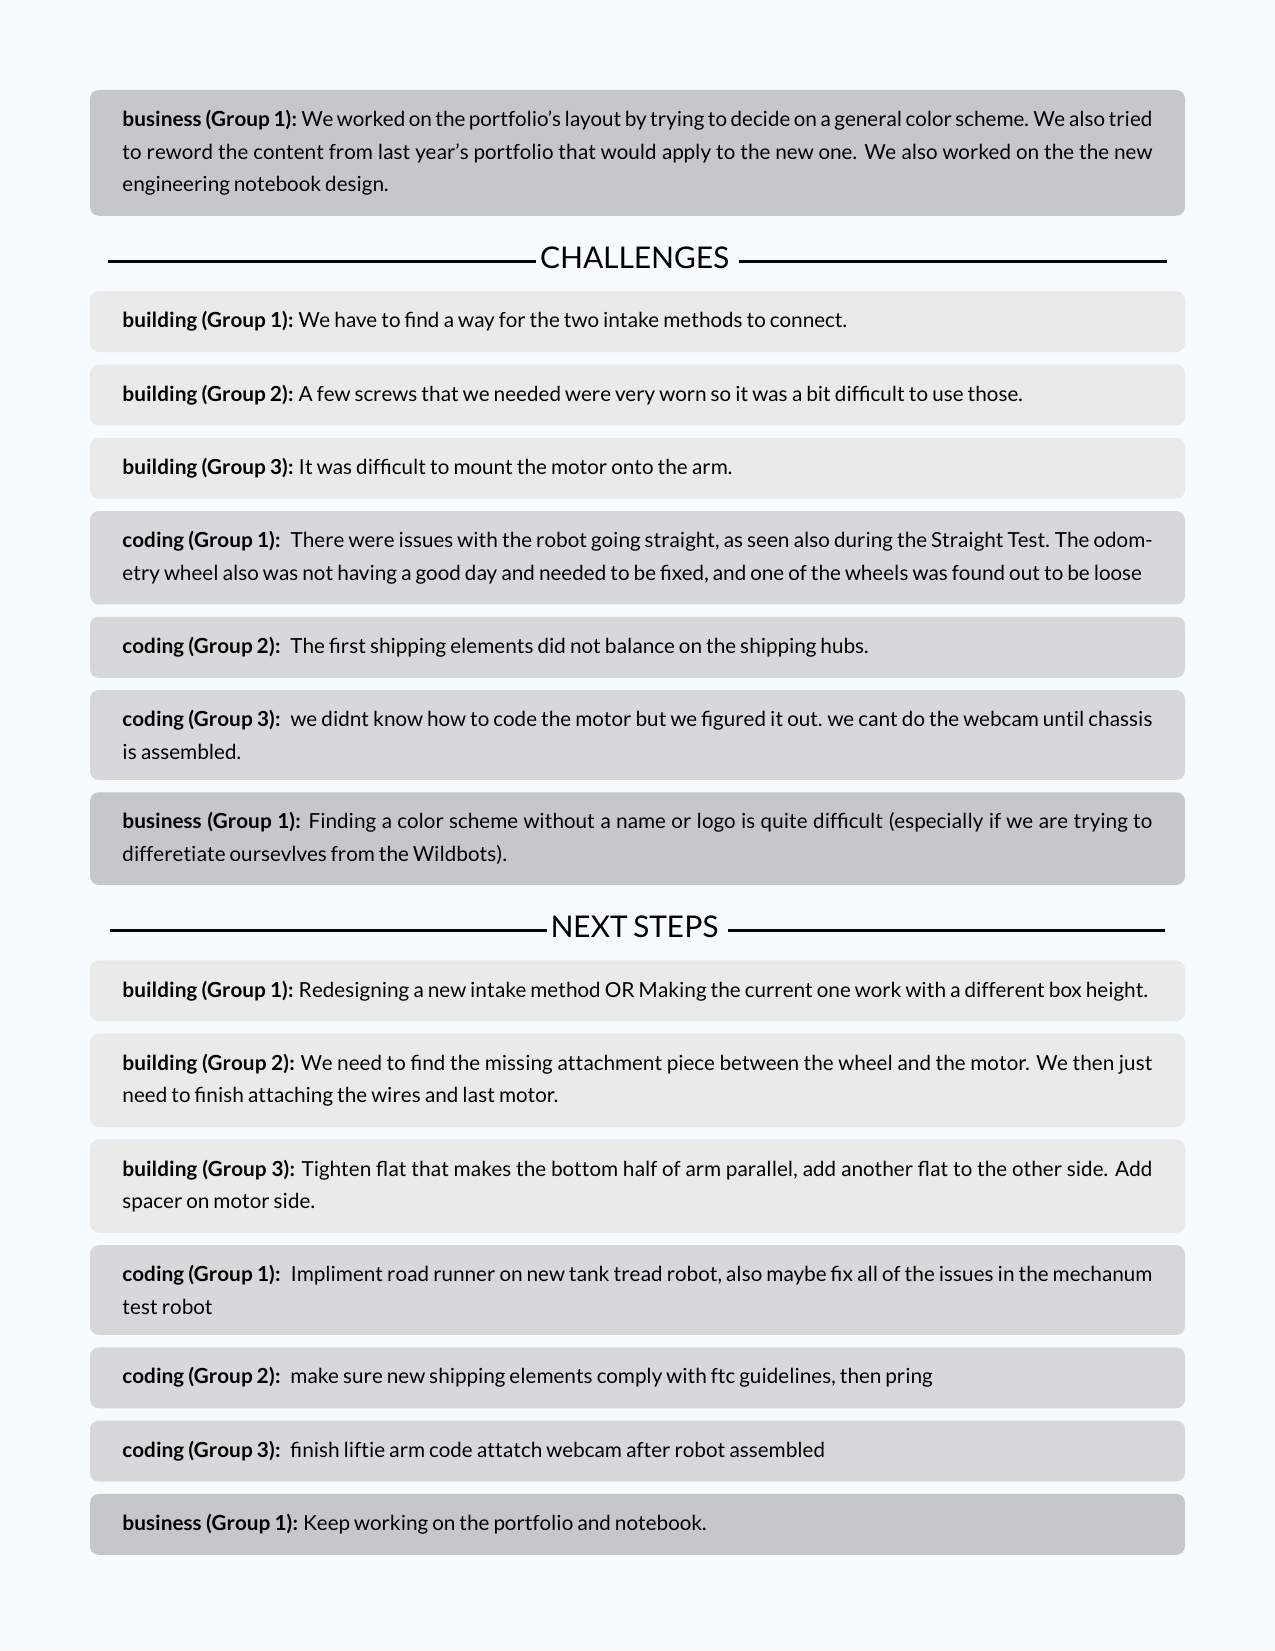 business (Group 1): We worked on the portfolio’s layout by trying to decide on a general color scheme. We also tried
to reword the content from last year’s portfolio that would apply to the new one. We also worked on the the new
engineering notebook design.
CHALLENGES
building (Group 1): We have to find a way for the two intake methods to connect.
building (Group 2): A few screws that we needed were very worn so it was a bit difficult to use those.
building (Group 3): It was difficult to mount the motor onto the arm.
coding (Group 1): There were issues with the robot going straight, as seen also during the Straight Test. The odom-
etry wheel also was not having a good day and needed to be fixed, and one of the wheels was found out to be loose
coding (Group 2): The first shipping elements did not balance on the shipping hubs.
coding (Group 3): we didnt know how to code the motor but we figured it out. we cant do the webcam until chassis
is assembled.
business (Group 1): Finding a color scheme without a name or logo is quite difficult (especially if we are trying to
differetiate oursevlves from the Wildbots).
NEXT STEPS
building (Group 1): Redesigning a new intake method OR Making the current one work with a different box height.
building (Group 2): We need to find the missing attachment piece between the wheel and the motor. We then just
need to finish attaching the wires and last motor.
building (Group 3): Tighten flat that makes the bottom half of arm parallel, add another flat to the other side. Add
spacer on motor side.
coding (Group 1): Impliment road runner on new tank tread robot, also maybe fix all of the issues in the mechanum
test robot
coding (Group 2): make sure new shipping elements comply with ftc guidelines, then pring
coding (Group 3): finish liftie arm code attatch webcam after robot assembled
business (Group 1): Keep working on the portfolio and notebook.